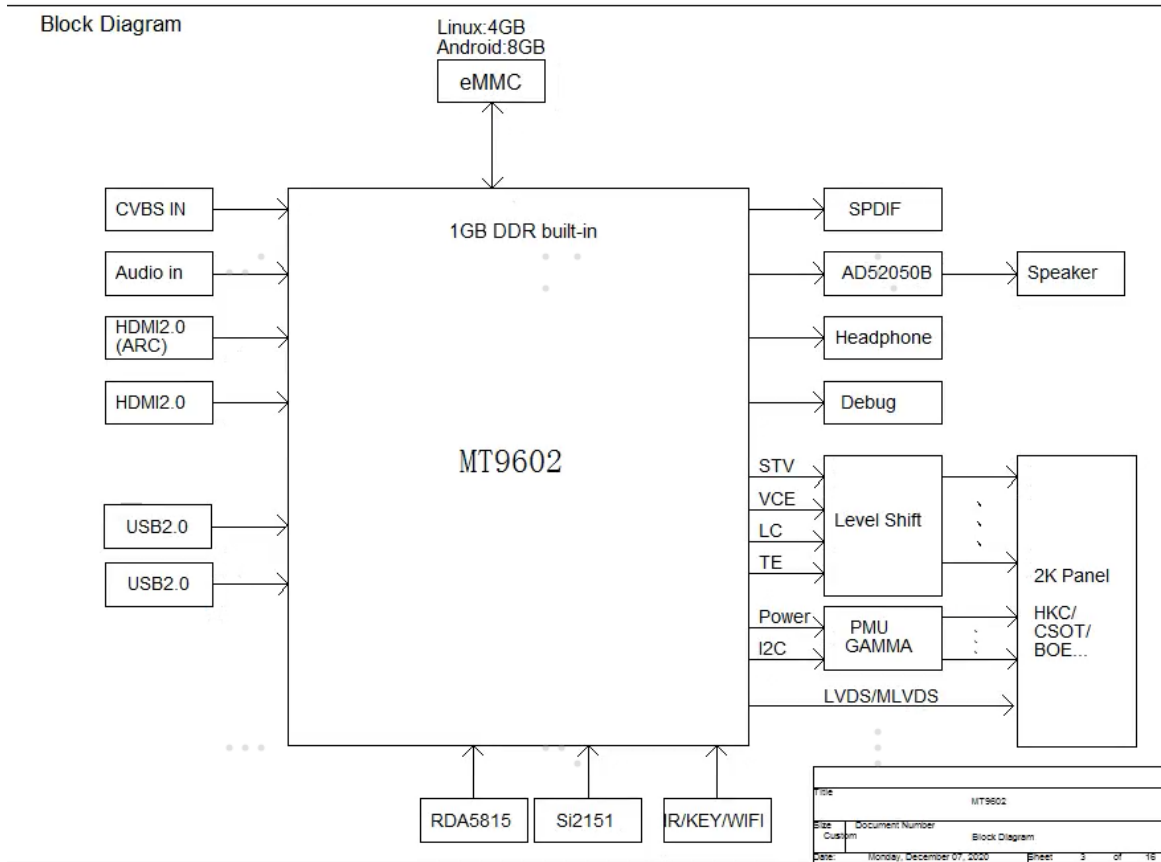 Block Diagram
Linux:4GB
Android:8GB
eMMC
CVBS IN
Audio in
HDMI2.0
(ARC)
HDMI2.0
USB2.0
USB2.0
1GB DDR built-in
MT9602
SPDIF
AD52050B
Speaker
Headphone
Debug
STV
VCE
LC
TE
Level Shift
Power
I2C
PMU
GAMMA
LVDS/MLVDS
2K Panel
HKC/
CSOT/
BOE...
RDA5815
Si2151
IR/KEY/WIFI
Title
MT9602
Size
Document Number
Custom
Block Diagram
Date:
Monday, December 07, 2020
Sheet
3
of
16